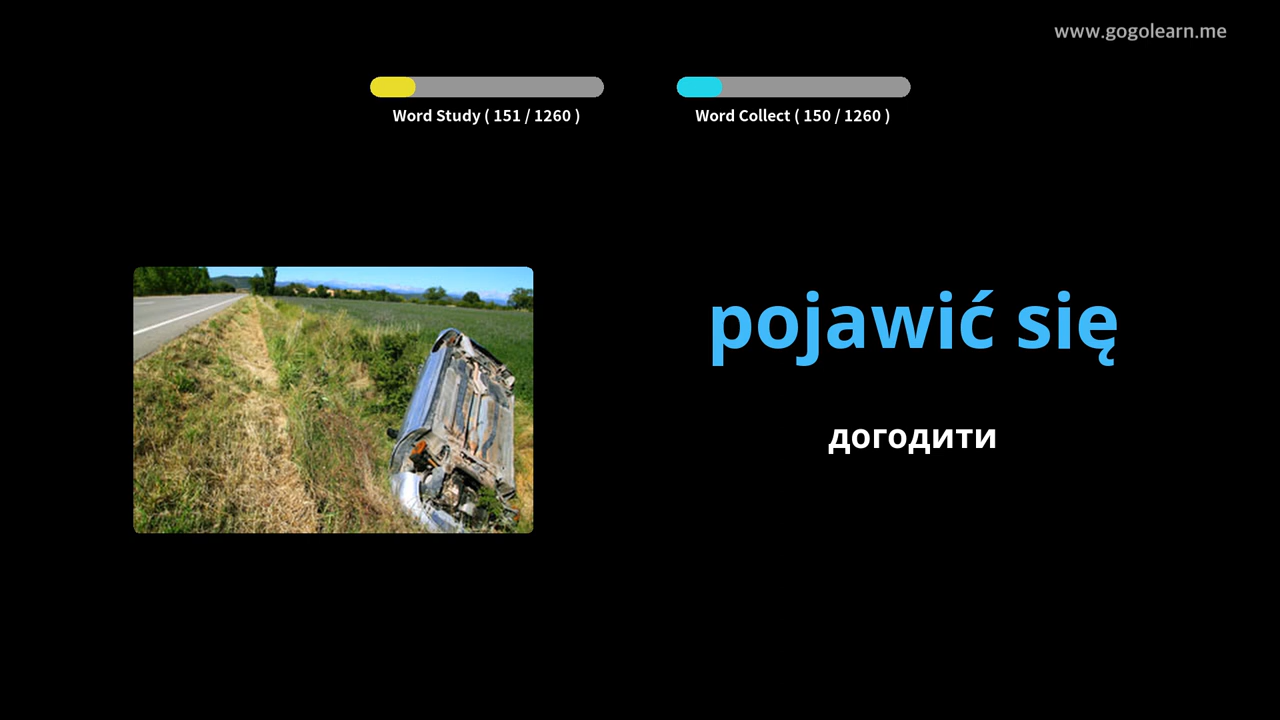 www.gogolearn.me
Word Study ( 151 / 1260 )
Word Collect ( 150 / 1260 )
pojawić się
догодити